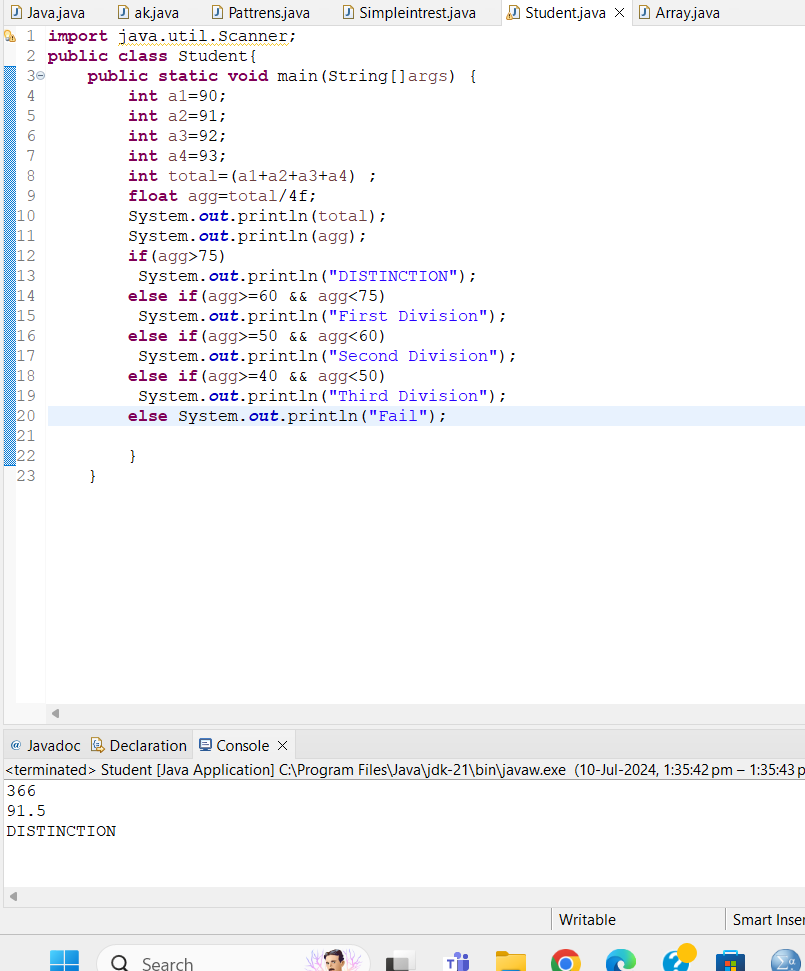 Java.java ak.java Pattrens.java Simpleintrest.java Student.java Array.java
1 import java.util.Scanner;
2 public class Student{
3 public static void main(String[]args) {
4 int a1=90;
5 int a2=91;
6 int a3=92;
7 int a4=93;
8 int total=(a1+a2+a3+a4) ;
9 float agg=total/4f;
10 System.out.println(total);
11 System.out.println(agg);
12 if(agg>75)
13 System.out.println("DISTINCTION");
14 else if(agg>=60 && agg<75)
15 System.out.println("First Division");
16 else if(agg>=50 && agg<60)
17 System.out.println("Second Division");
18 else if(agg>=40 && agg<50)
19 System.out.println("Third Division");
20 else System.out.println("Fail");
21
22 }
23 }
@ Javadoc Declaration Console
<terminated> Student [Java Application] C:\Program Files\Java\jdk-21\bin\javaw.exe (10-Jul-2024, 1:35:42 pm – 1:35:43 p
366
91.5
DISTINCTION
Writable Smart Inser
Search